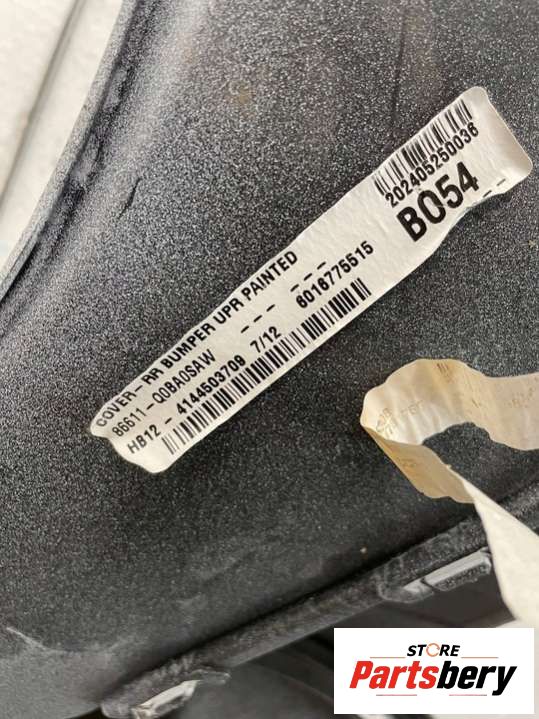 202405250036
B054 --
COVER-RR BUMPER UPR PAINTED
86611-Q0BA0SAW --- ---
HB12 - 4144503709 7/12 6016775515
STORE
Partsbery